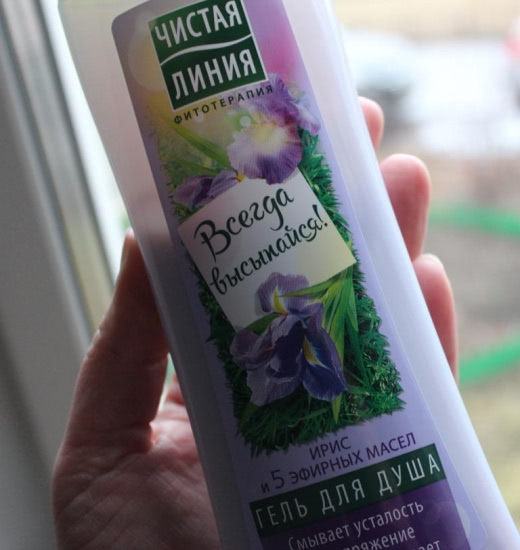 ЧИСТАЯ
ЛИНИЯ
ФИТОТЕРАПИЯ
Всегда
высыпайся!
ИРИС
и 5 ЭФИРНЫХ МАСЕЛ
ГЕЛЬ ДЛЯ ДУША
Смывает усталость